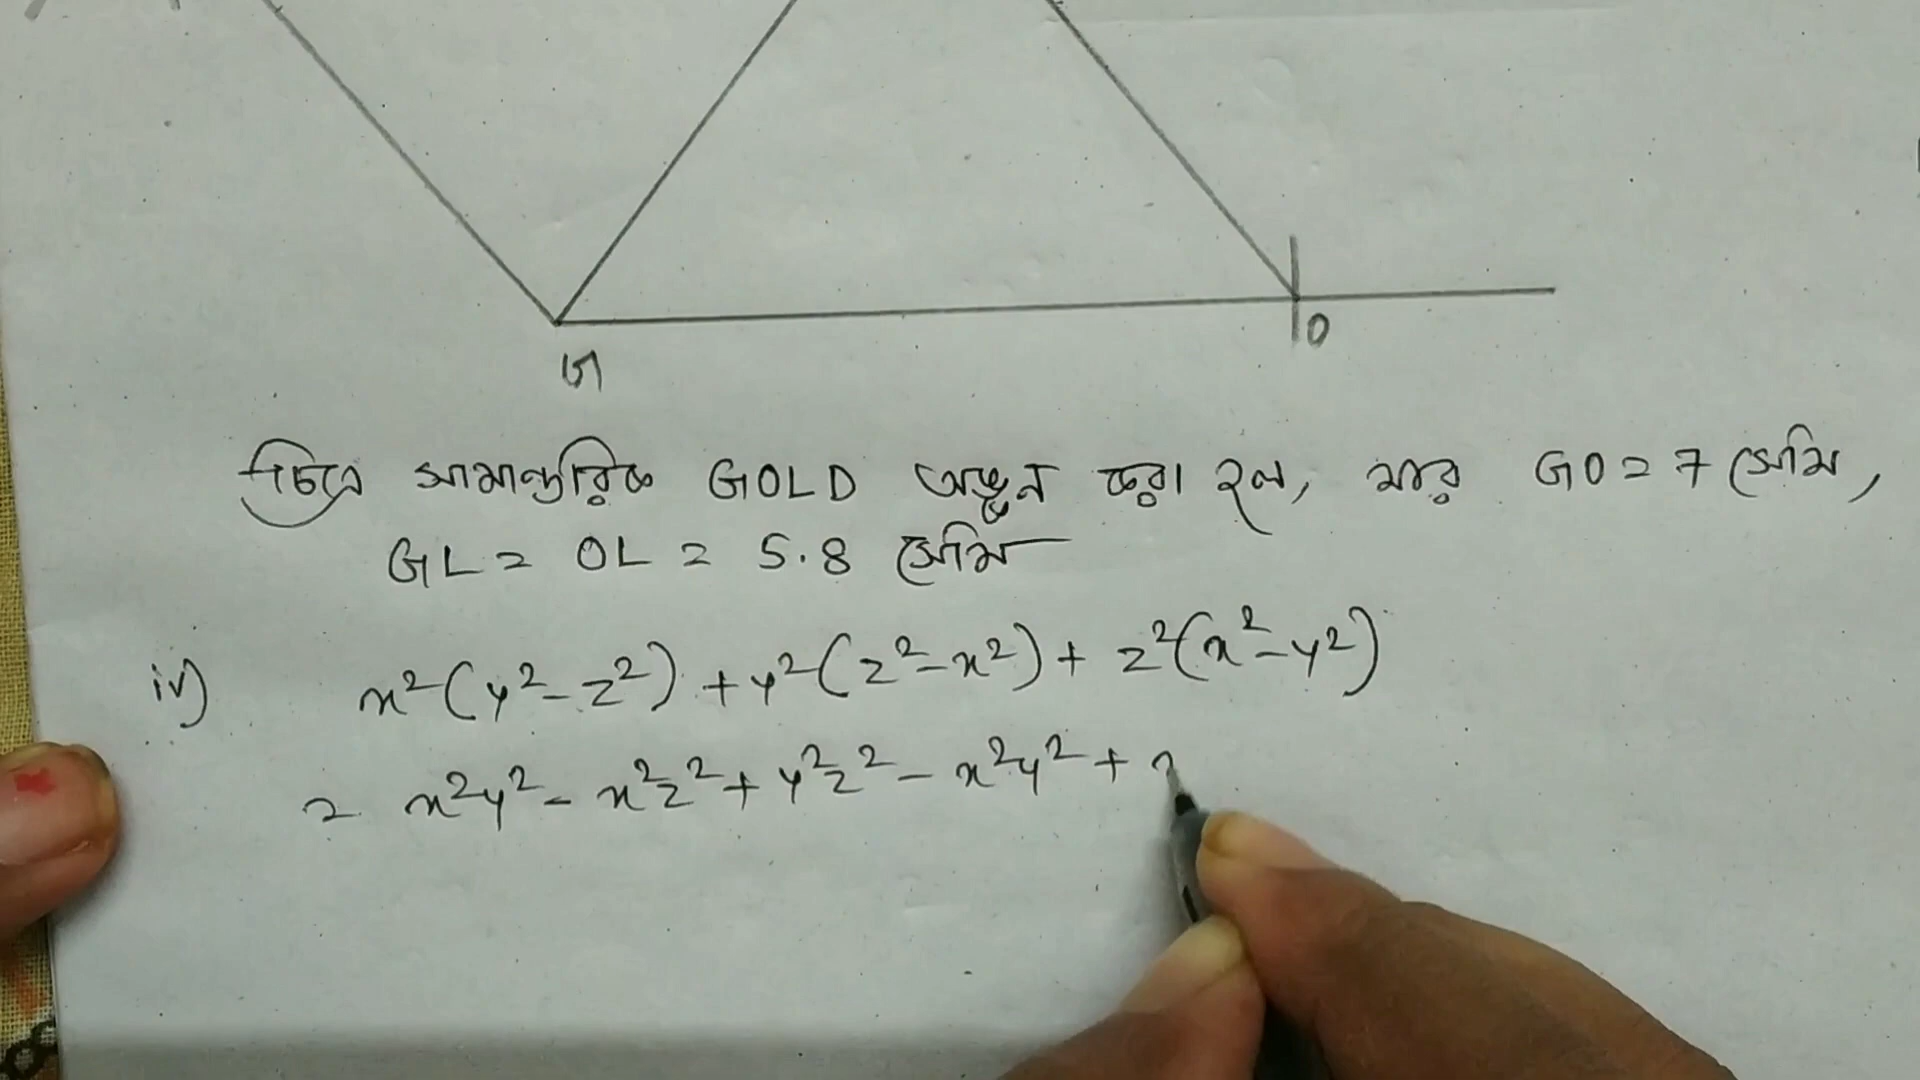 G O
চিত্রে সামান্তরিক GOLD অঙ্কন করা হল, যার GO = 7 সেমি,
GL = OL = 5.8 সেমি
iv) x²(y²-z²) + y²(z²-x²) + z²(x²-y²)
= x²y² - x²z² + y²z² - x²y² +